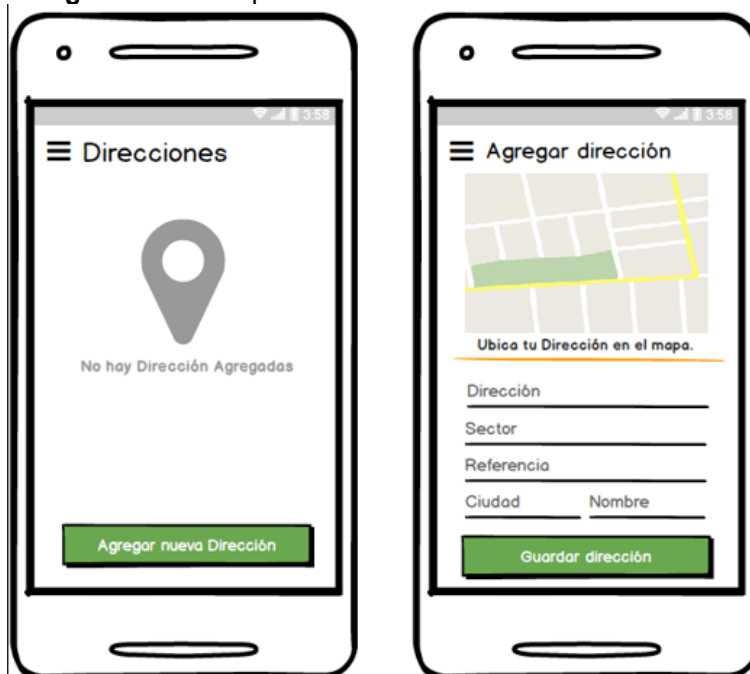 3:58
Direcciones
No hay Dirección Agregadas
Agregar nueva Dirección
3:58
Agregar dirección
Ubica tu Dirección en el mapa.
Dirección
Sector
Referencia
Ciudad Nombre
Guardar dirección